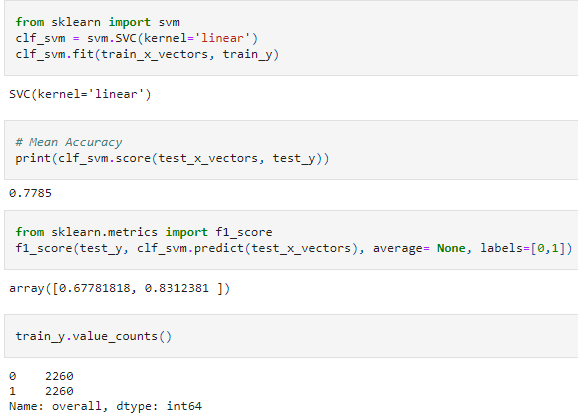 from sklearn import svm
clf_svm = svm.SVC(kernel='linear')
clf_svm.fit(train_x_vectors, train_y)
SVC(kernel='linear')
# Mean Accuracy
print(clf_svm.score(test_x_vectors, test_y))
0.7785
from sklearn.metrics import f1_score
f1_score(test_y, clf_svm.predict(test_x_vectors), average= None, labels=[0,1])
array([0.67781818, 0.8312381 ])
train_y.value_counts()
0    2260
1    2260
Name: overall, dtype: int64